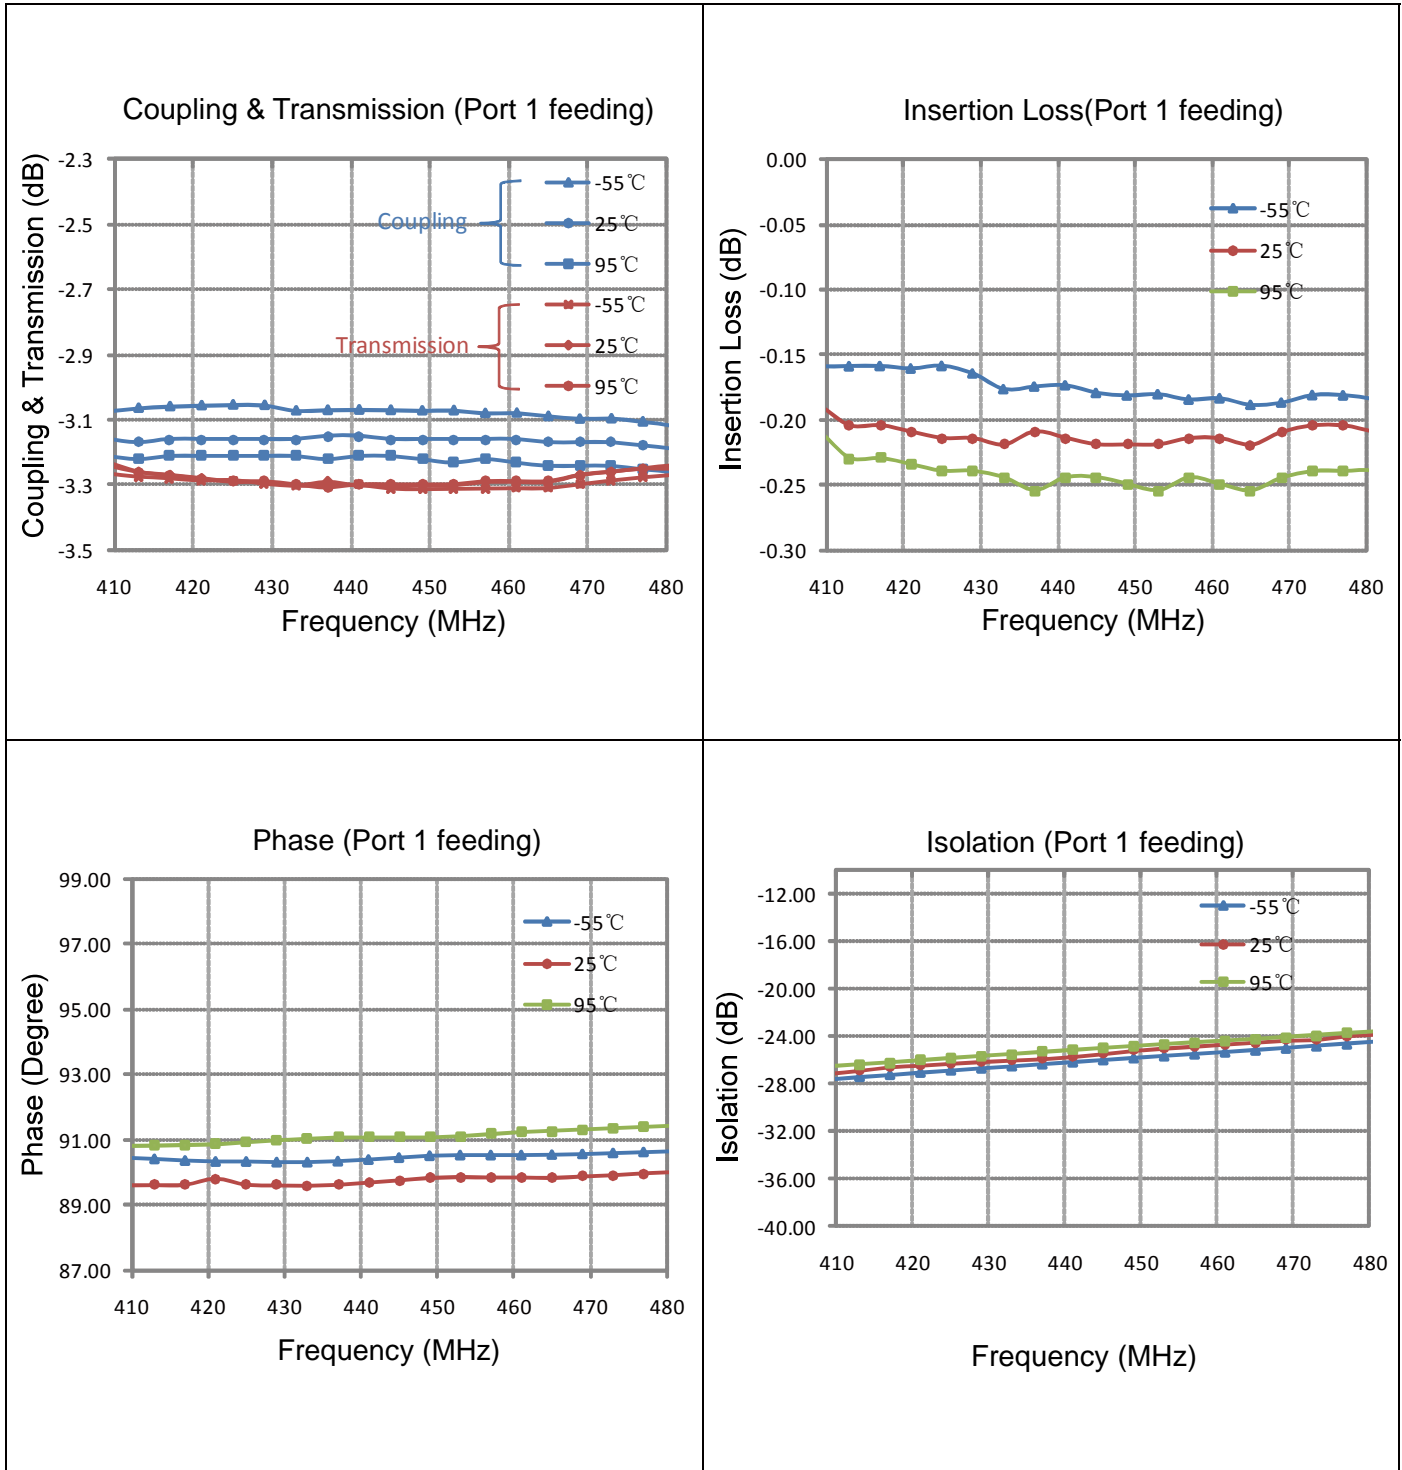 Coupling & Transmission (Port 1 feeding)
Coupling & Transmission (dB)
-2.3
-2.5
-2.7
-2.9
-3.1
-3.3
-3.5
Coupling
-55℃
25℃
95℃
Transmission
-55℃
25℃
95℃
410 420 430 440 450 460 470 480
Frequency (MHz)
Insertion Loss(Port 1 feeding)
Insertion Loss (dB)
0.00
-0.05
-0.10
-0.15
-0.20
-0.25
-0.30
-55℃
25℃
95℃
410 420 430 440 450 460 470 480
Frequency (MHz)
Phase (Port 1 feeding)
Phase (Degree)
99.00
97.00
95.00
93.00
91.00
89.00
87.00
-55℃
25℃
95℃
410 420 430 440 450 460 470 480
Frequency (MHz)
Isolation (Port 1 feeding)
Isolation (dB)
-12.00
-16.00
-20.00
-24.00
-28.00
-32.00
-36.00
-40.00
-55℃
25℃
95℃
410 420 430 440 450 460 470 480
Frequency (MHz)